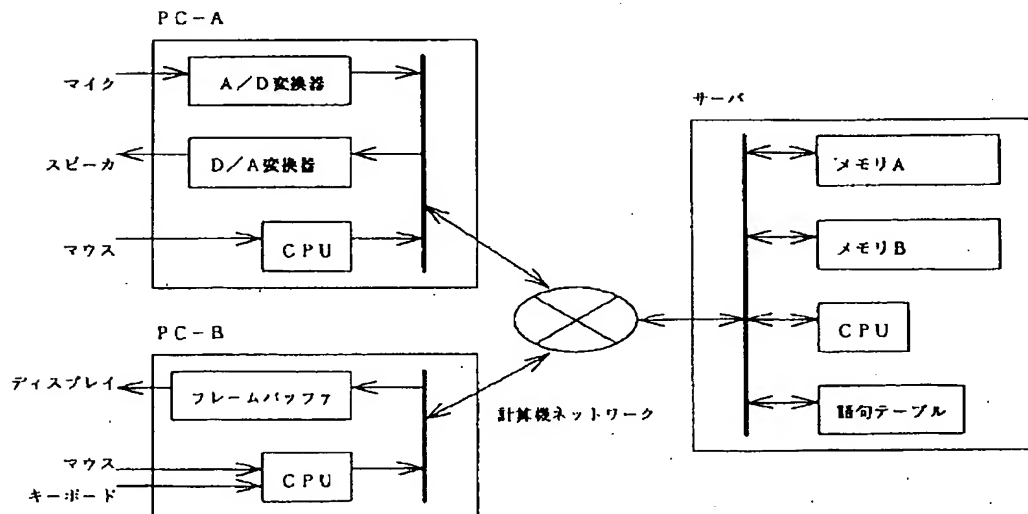 PC-A
マイク
A/D変換器
スピーカ
D/A変換器
マウス
CPU
PC-B
ディスプレイ
フレームバッファ
マウス
キーボード
CPU
計算機ネットワーク
サーバ
メモリA
メモリB
CPU
語句テーブル